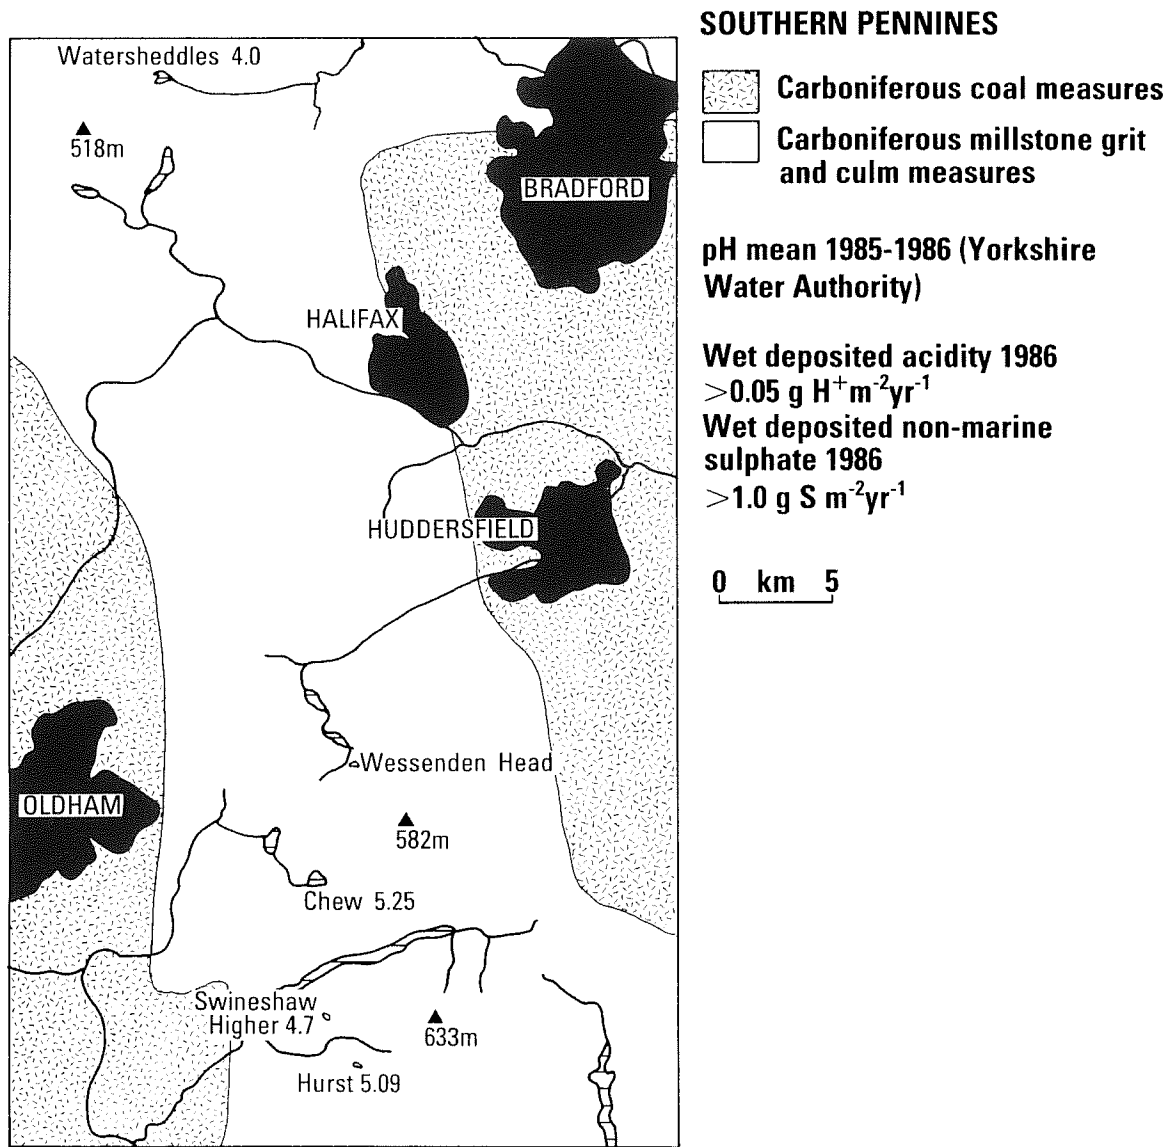 SOUTHERN PENNINES
Carboniferous coal measures
Carboniferous millstone grit
and culm measures
pH mean 1985-1986 (Yorkshire
Water Authority)
Wet deposited acidity 1986
>0.05 g H⁺m⁻²yr⁻¹
Wet deposited non-marine
sulphate 1986
>1.0 g S m⁻²yr⁻¹
0 km 5
Watersheddles 4.0
518m
BRADFORD
HALIFAX
HUDDERSFIELD
Wessenden Head
OLDHAM
582m
Chew 5.25
Swineshaw
Higher 4.7
633m
Hurst 5.09